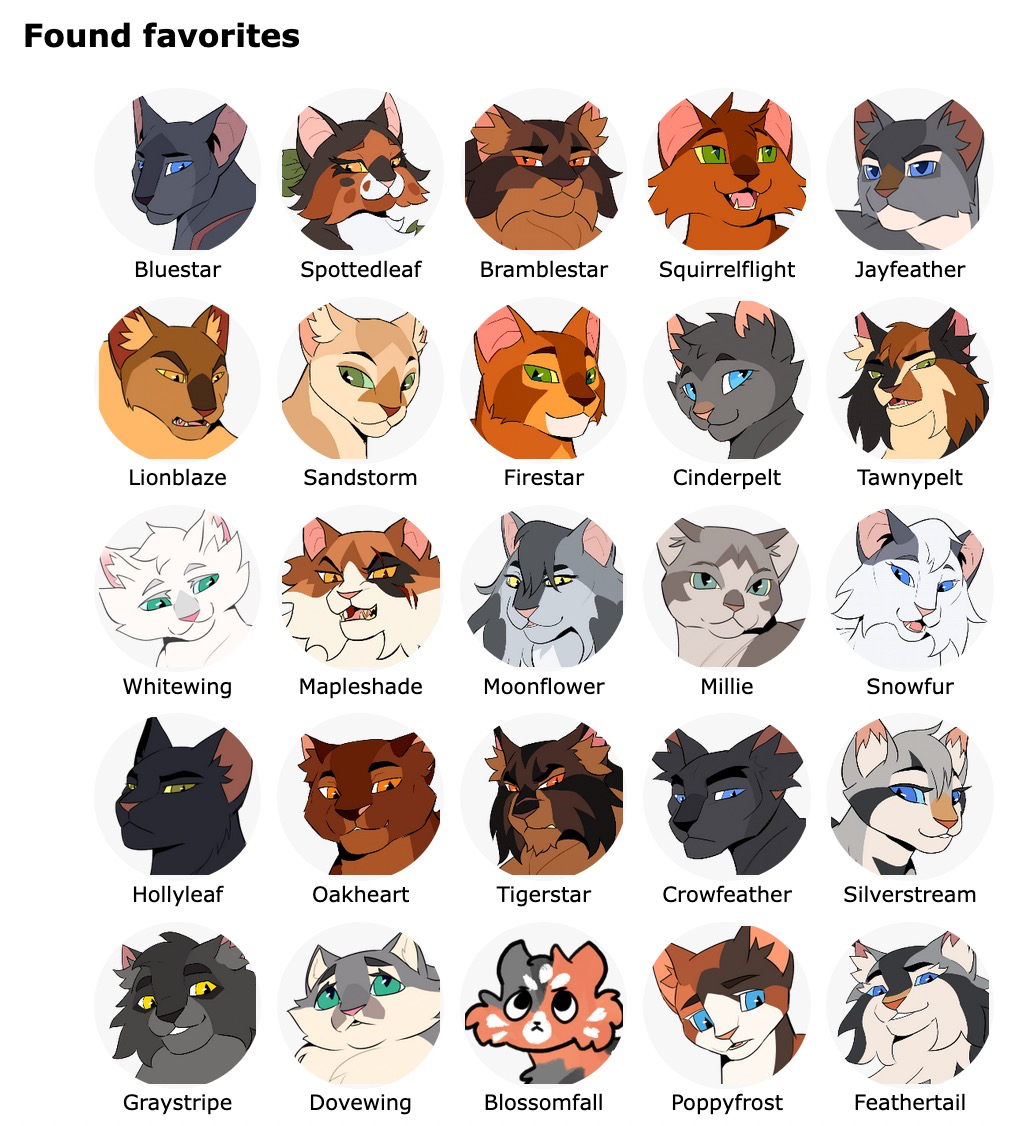 Found favorites
Bluestar Spottedleaf Bramblestar Squirrelflight Jayfeather
Lionblaze Sandstorm Firestar Cinderpelt Tawnypelt
Whitewing Mapleshade Moonflower Millie Snowfur
Hollyleaf Oakheart Tigerstar Crowfeather Silverstream
Graystripe Dovewing Blossomfall Poppyfrost Feathertail